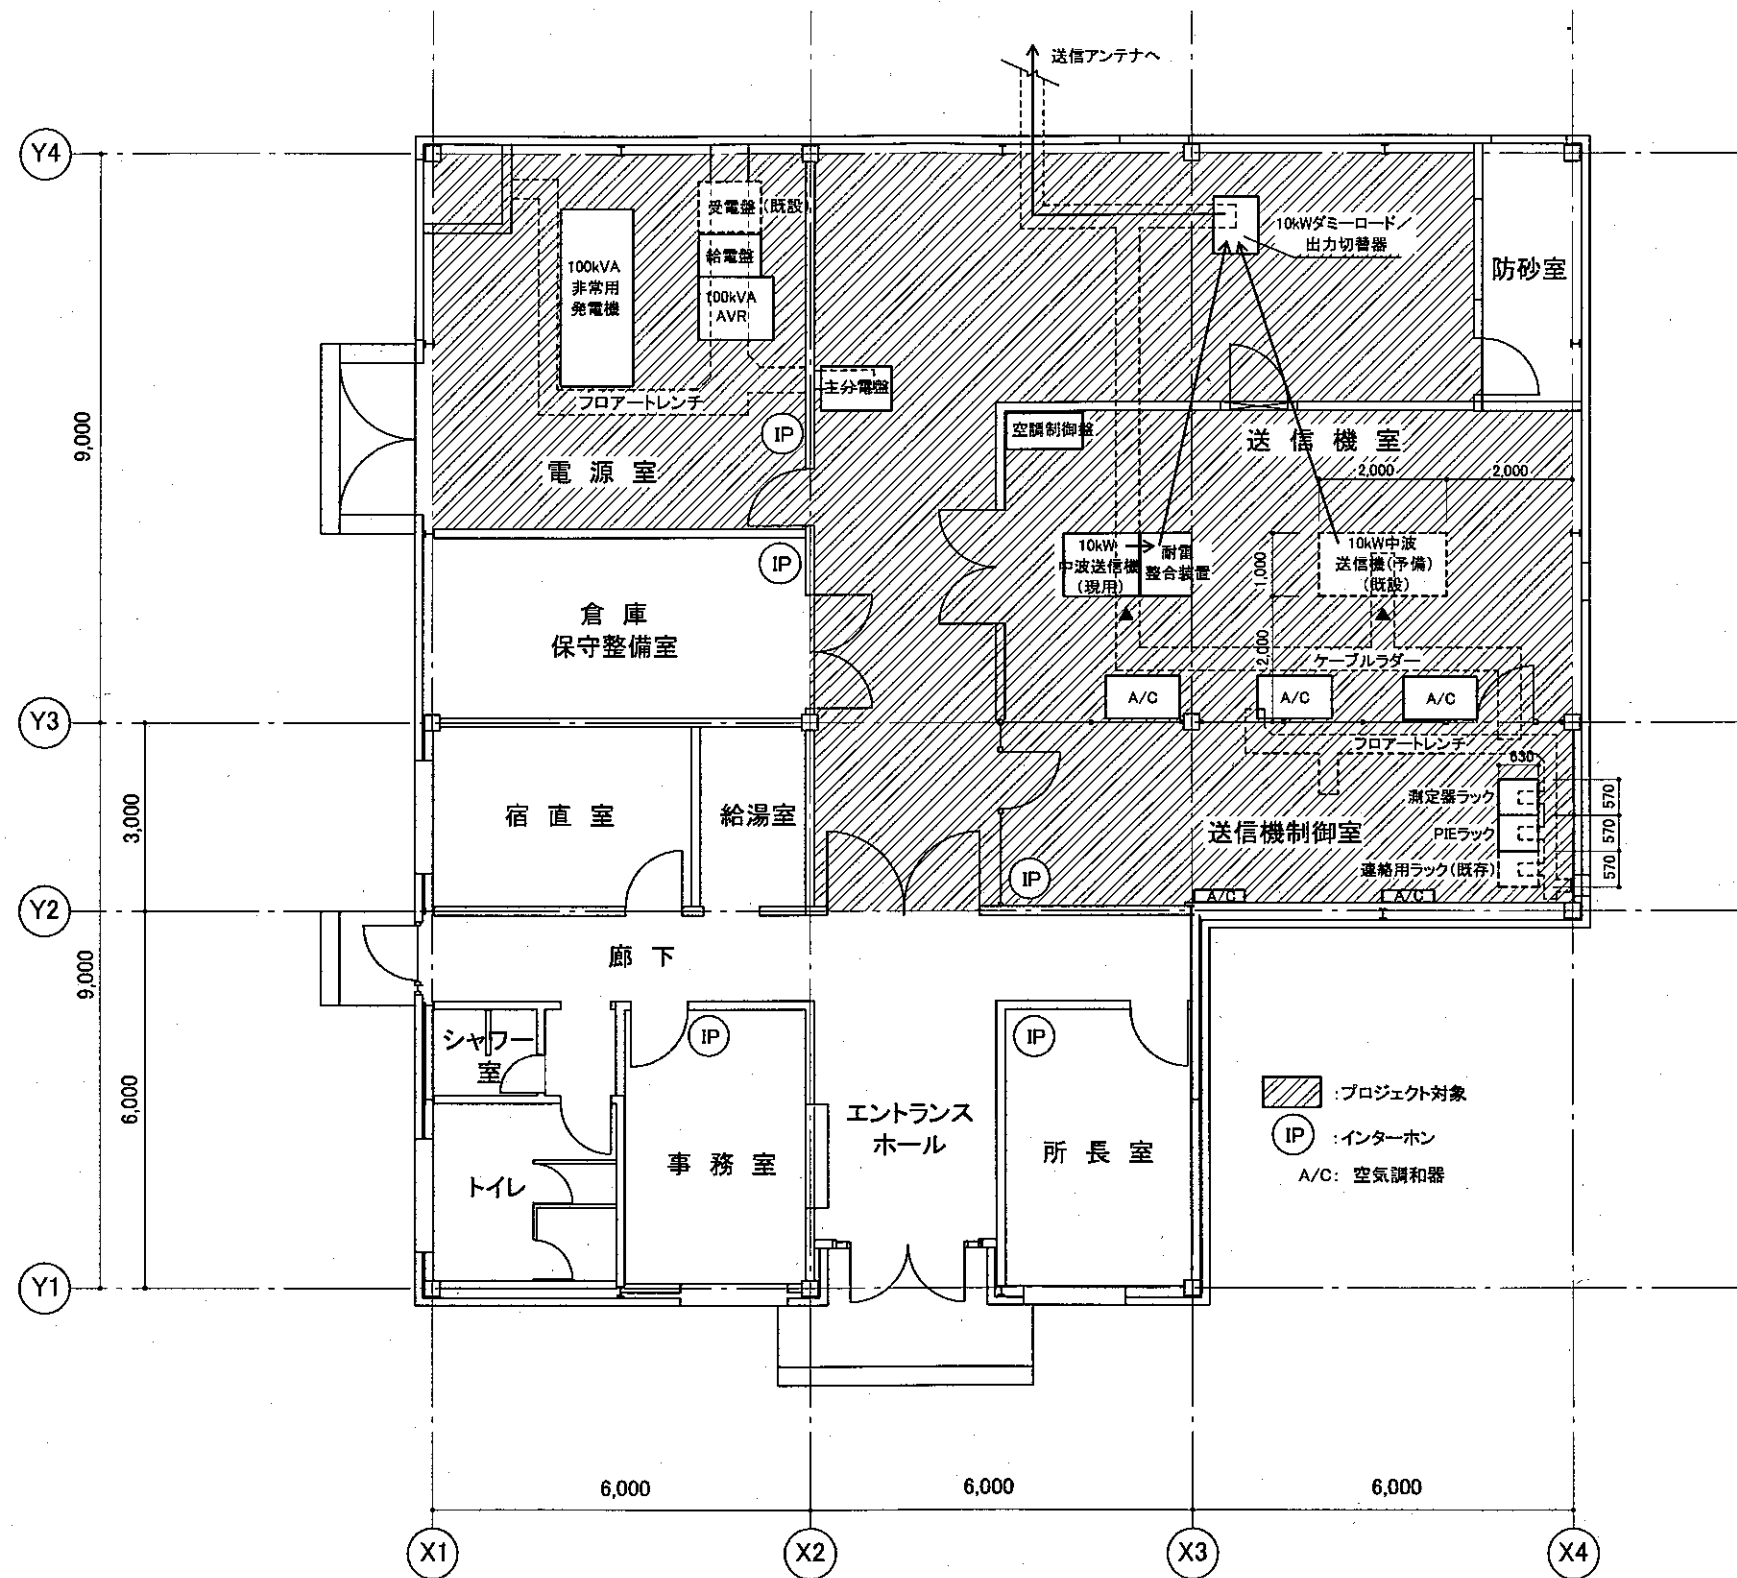 送信アンテナへ
Y4
受電盤(既設)
給電盤
100kVA
AVR
100kVA
非常用
発電機
10kWダミーロード/
出力切替器
防砂室
主分電盤
フロアートレンチ
IP
空調制御盤
送信機室
電源室
9,000
2,000
2,000
10kW
中波送信機
(現用)
耐雷
整合装置
10kW中波
送信機(予備)
(既設)
1,000
IP
倉庫
保守整備室
2,000
ケーブルラダー
A/C
A/C
A/C
Y3
フロアートレンチ
630
宿直室
給湯室
3,000
測定器ラック
570
送信機制御室
PIEラック
570
連絡用ラック(既存)
570
IP
A/C
A/C
Y2
廊下
9,000
シャワー
室
IP
IP
6,000
エントランス
ホール
事務室
所長室
トイレ
:プロジェクト対象
IP
:インターホン
A/C: 空気調和器
Y1
6,000
6,000
6,000
X1
X2
X3
X4